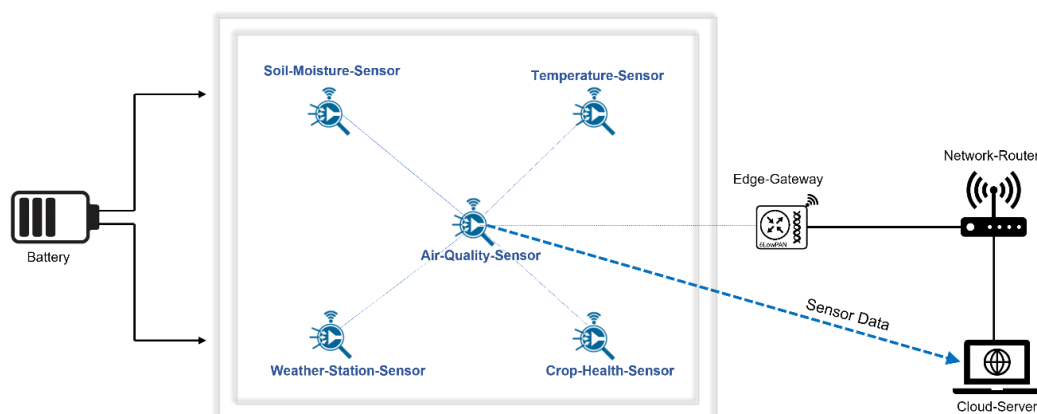 Soil-Moisture-Sensor
Temperature-Sensor
Network-Router
Edge-Gateway
6LowPAN
Battery
Air-Quality-Sensor
Sensor Data
Weather-Station-Sensor
Crop-Health-Sensor
Cloud-Server